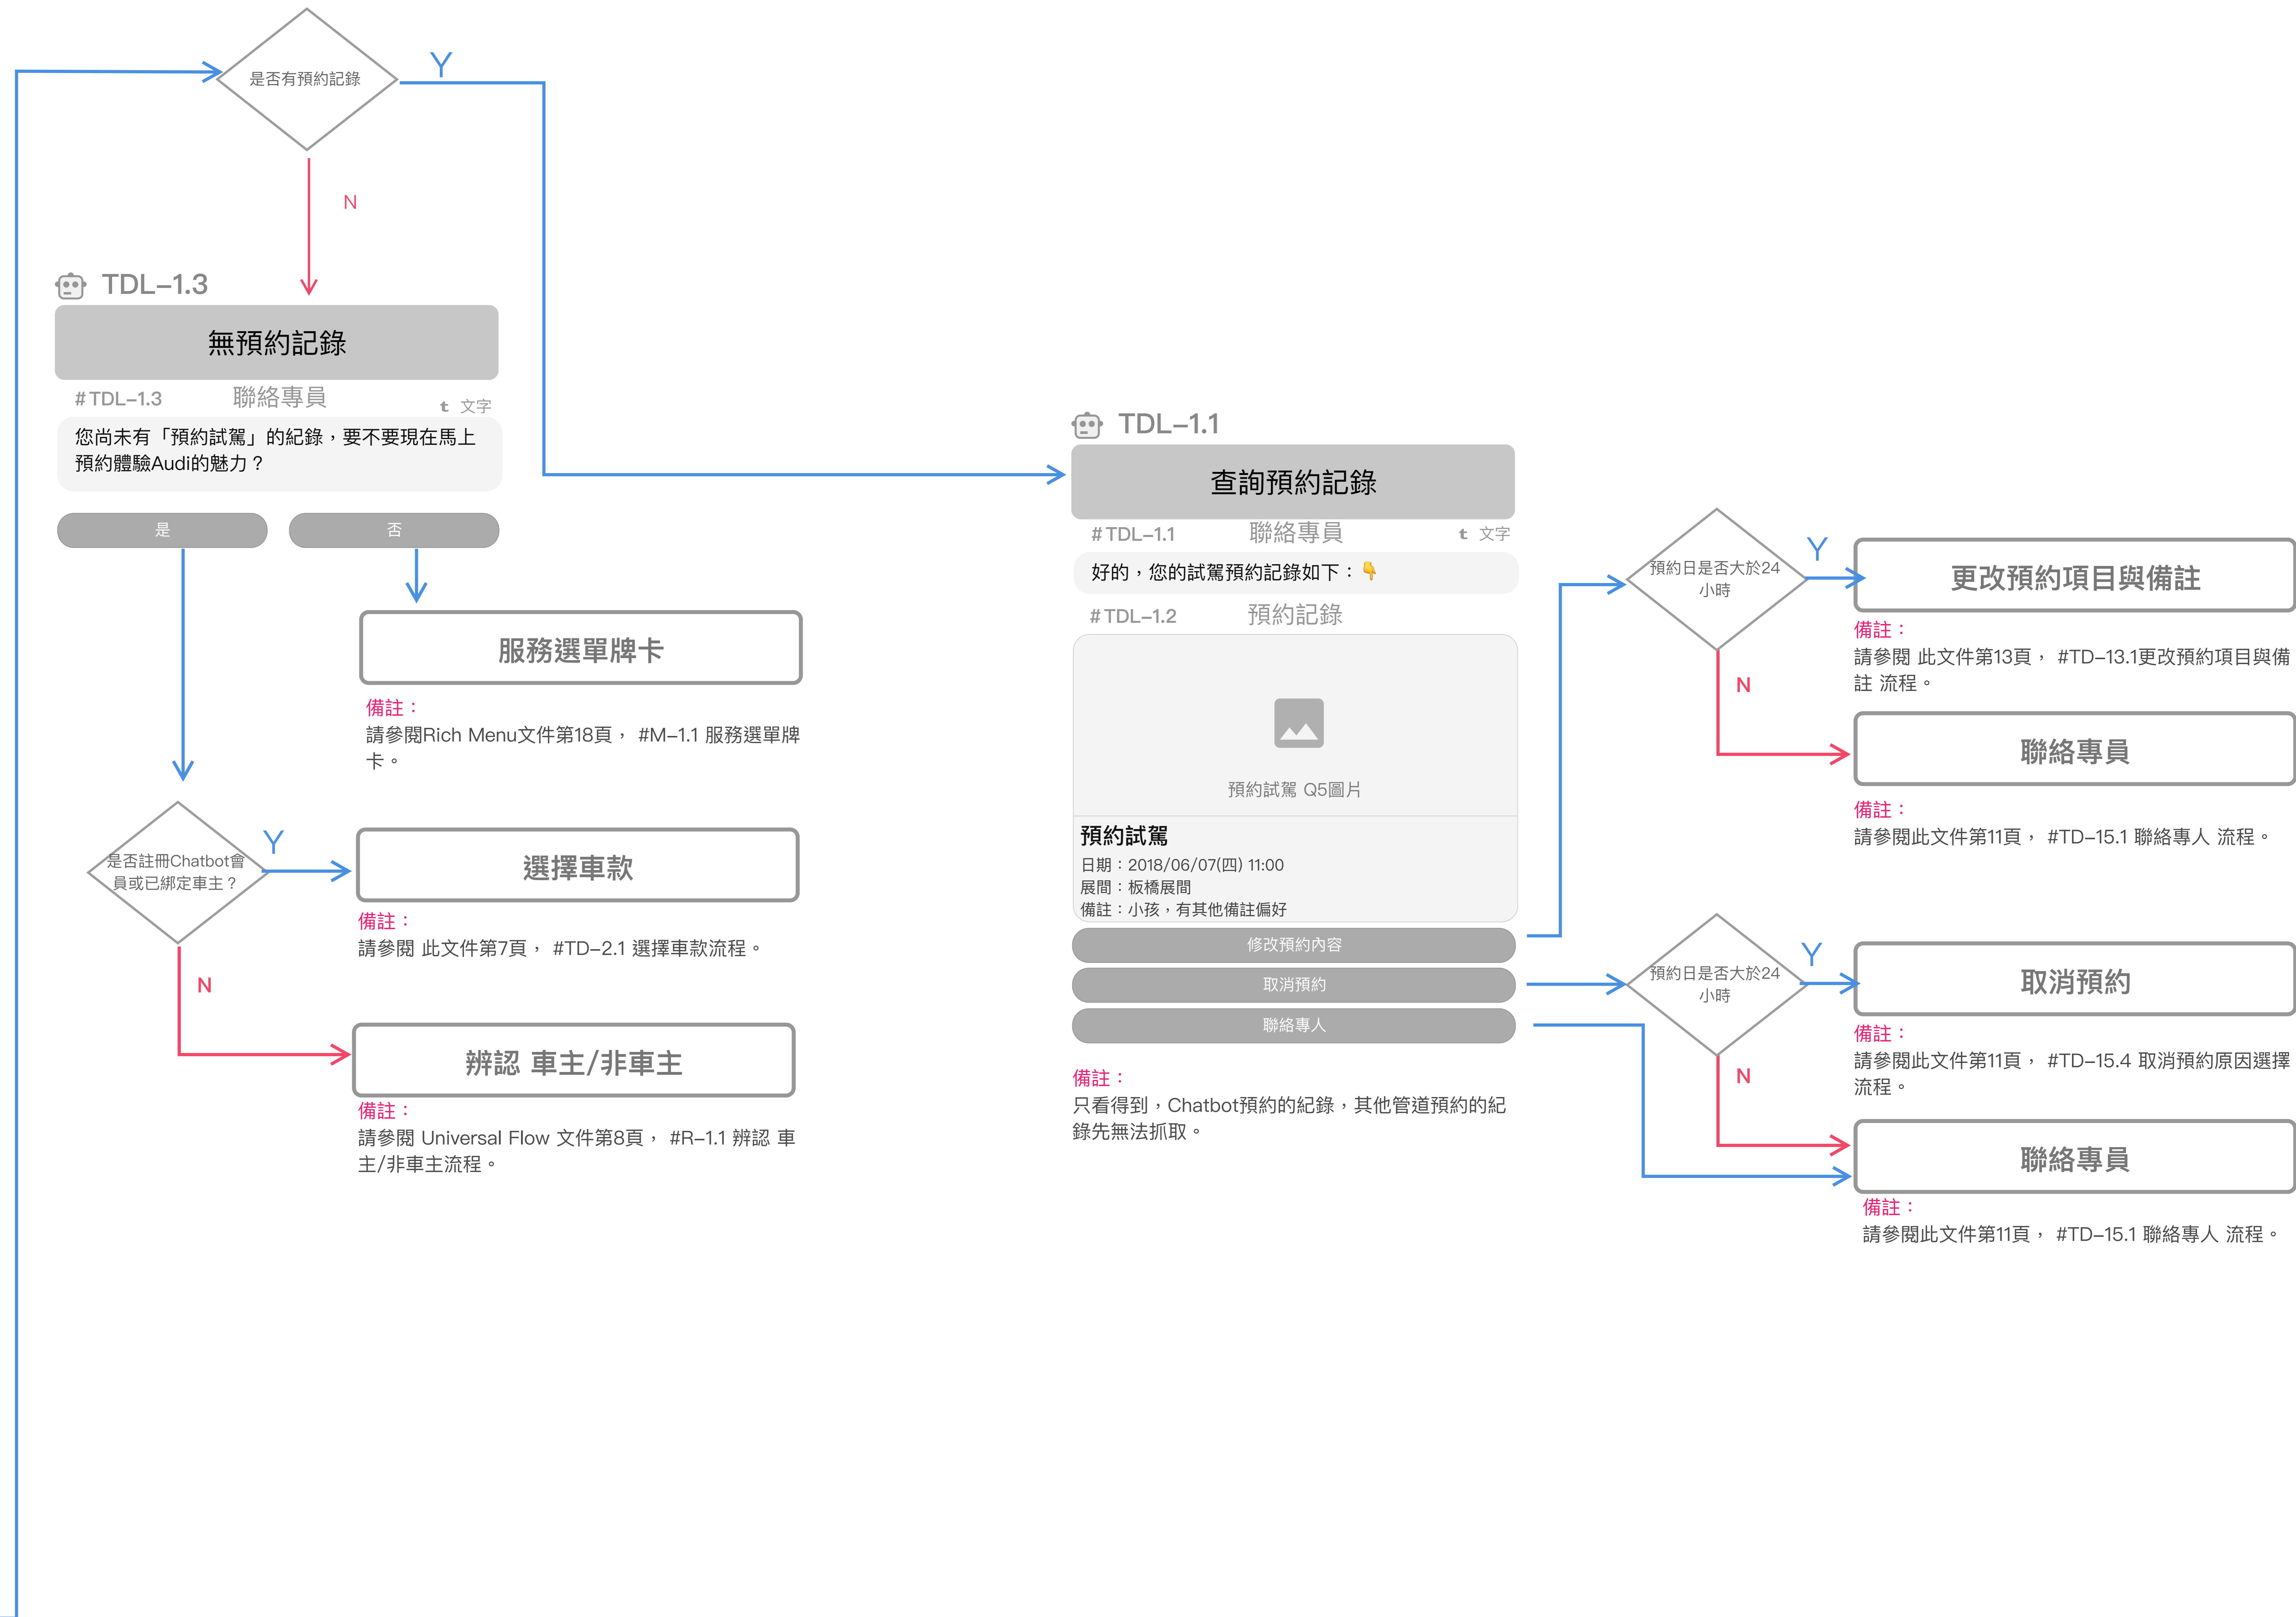 是否有預約記錄
Y
N
TDL-1.3
無預約記錄
#TDL-1.3 聯絡專員 t 文字
您尚未有「預約試駕」的紀錄，要不要現在馬上
預約體驗Audi的魅力？
是 否
服務選單牌卡
備註：
請參閱Rich Menu文件第18頁， #M-1.1 服務選單牌
卡。
是否註冊Chatbot會
員或已綁定車主？
Y
選擇車款
備註：
請參閱 此文件第7頁， #TD-2.1 選擇車款流程。
N
辨認 車主/非車主
備註：
請參閱 Universal Flow 文件第8頁， #R-1.1 辨認 車
主/非車主流程。
TDL-1.1
查詢預約記錄
#TDL-1.1 聯絡專員 t 文字
好的，您的試駕預約記錄如下：👇
#TDL-1.2 預約記錄
預約試駕 Q5圖片
預約試駕
日期：2018/06/07(四) 11:00
展間：板橋展間
備註：小孩，有其他備註偏好
修改預約內容
取消預約
聯絡專人
備註：
只看得到，Chatbot預約的紀錄，其他管道預約的紀
錄先無法抓取。
預約日是否大於24
小時
Y
更改預約項目與備註
備註：
請參閱 此文件第13頁， #TD-13.1更改預約項目與備
註 流程。
N
聯絡專員
備註：
請參閱此文件第11頁， #TD-15.1 聯絡專人 流程。
預約日是否大於24
小時
Y
取消預約
備註：
請參閱此文件第11頁， #TD-15.4 取消預約原因選擇
流程。
N
聯絡專員
備註：
請參閱此文件第11頁， #TD-15.1 聯絡專人 流程。